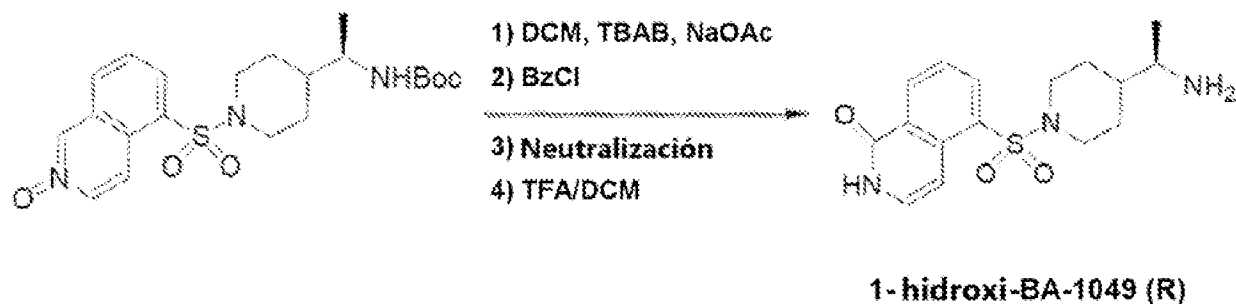 1) DCM, TBAB, NaOAc
2) BzCl
3) Neutralización
4) TFA/DCM
NHBoc
N
S
O O
N
O
NH₂
O
N
S
O O
HN
1-hidroxi-BA-1049 (R)